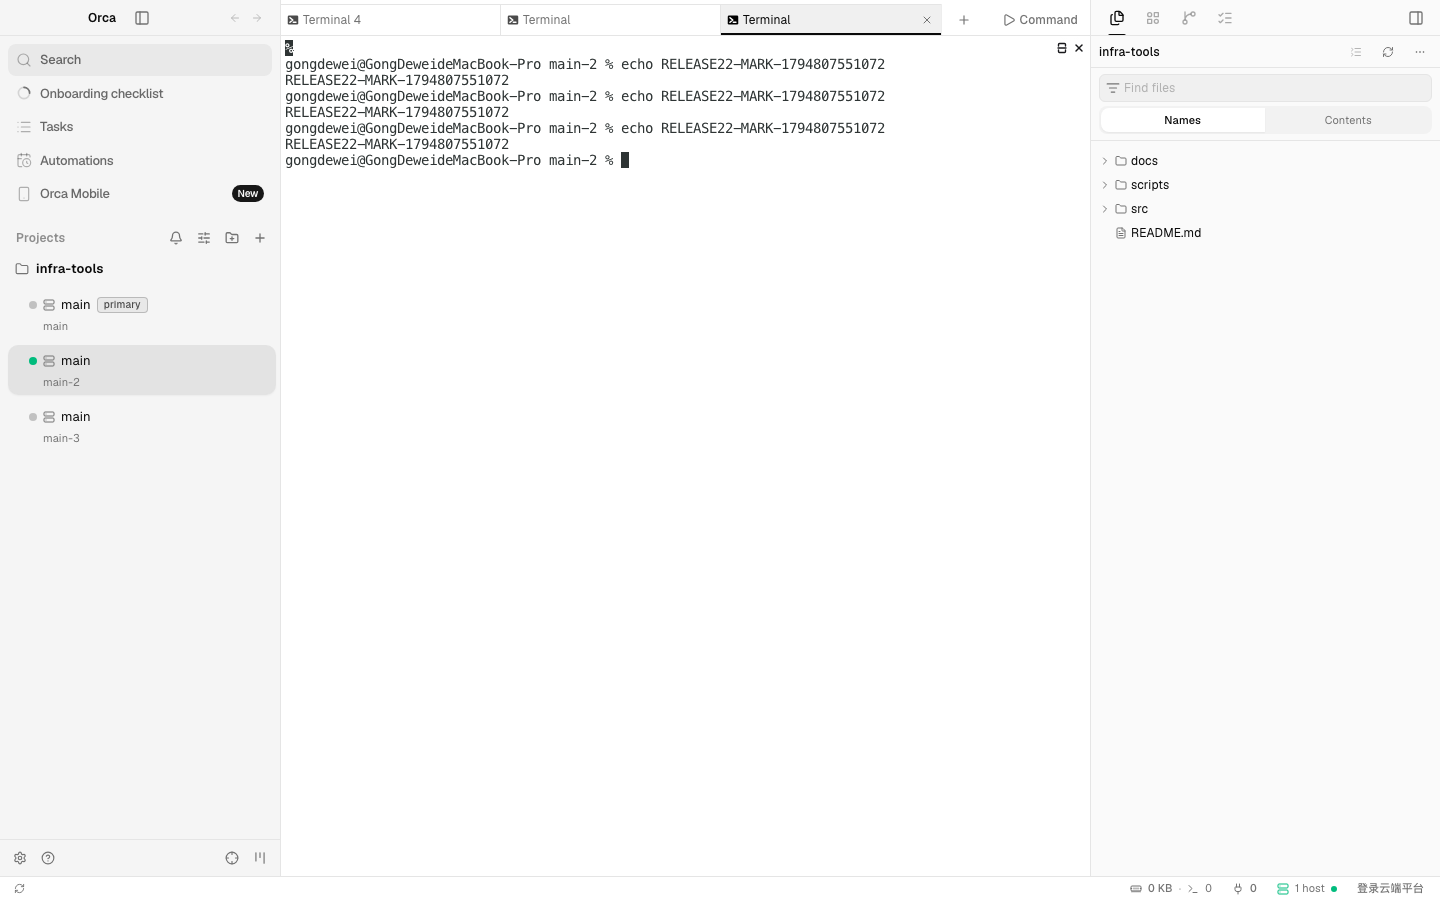 Orca
Search
Onboarding checklist
Tasks
Automations
Orca Mobile
New
Projects
infra-tools
main primary
main
main
main-2
main
main-3
Terminal 4
Terminal
Terminal
Command
%
gongdewei@GongDeweideMacBook-Pro main-2 % echo RELEASE22-MARK-1794807551072
RELEASE22-MARK-1794807551072
gongdewei@GongDeweideMacBook-Pro main-2 % echo RELEASE22-MARK-1794807551072
RELEASE22-MARK-1794807551072
gongdewei@GongDeweideMacBook-Pro main-2 % echo RELEASE22-MARK-1794807551072
RELEASE22-MARK-1794807551072
gongdewei@GongDeweideMacBook-Pro main-2 %
infra-tools
Find files
Names Contents
docs
scripts
src
README.md
0 KB · 0 0 1 host 登录云端平台